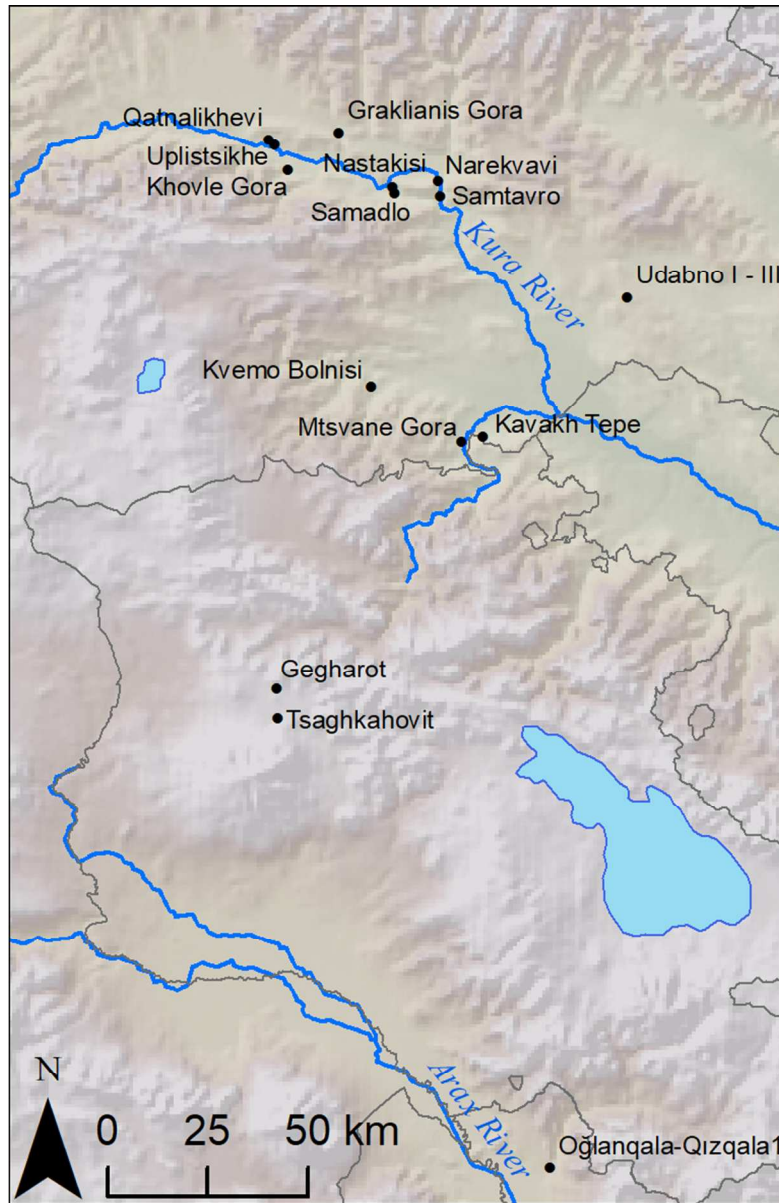 Graklianis Gora
Qatnalikhevi
Uplistsikhe
Nastakisi
Narekvavi
Khovle Gora
Samtavro
Samadlo
Kura River
Udabno I - III
Kvemo Bolnisi
Mtsvane Gora
Kavakh Tepe
Gegharot
Tsaghkahovit
Arax River
N
0 25 50 km
Oğlanqala-Qızqala1